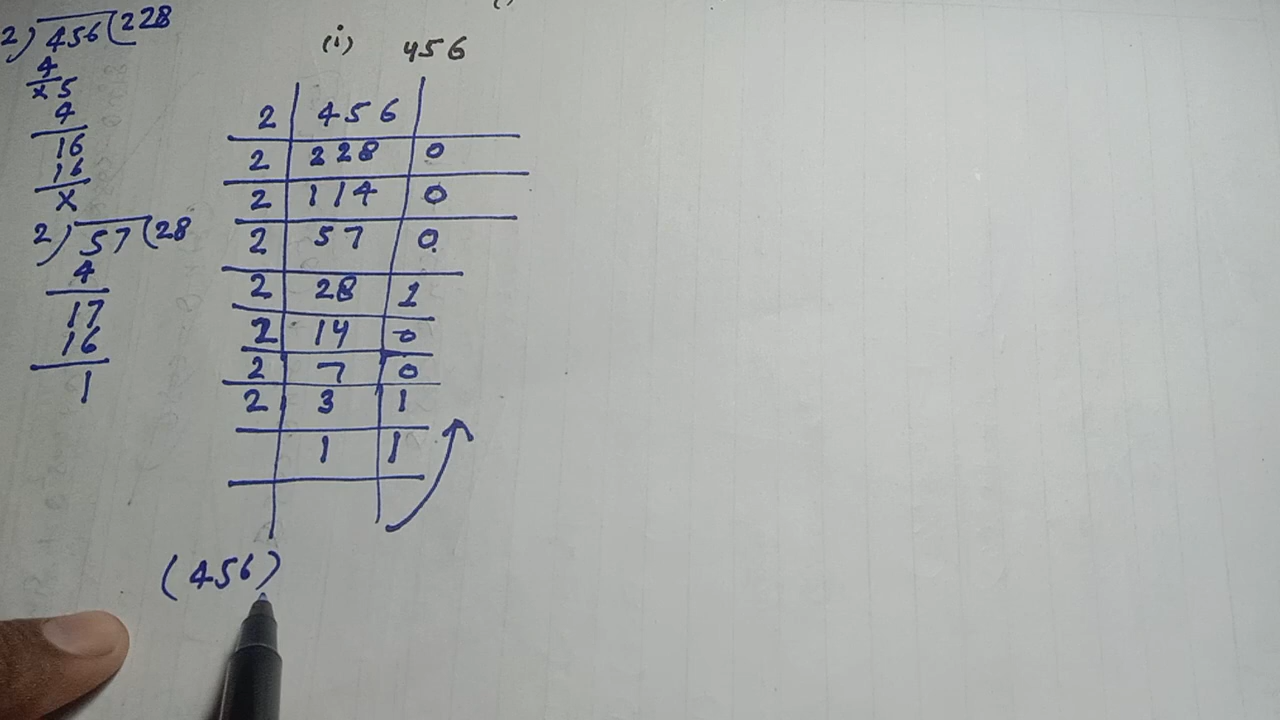 2) 456 (228
4
x 5
4
16
16
x
2) 57 (28
4
17
16
1
(i) 456
2 456
2 228 0
2 114 0
2 57 0
2 28 1
2 14 0
2 7 0
2 3 1
1 1
(456)